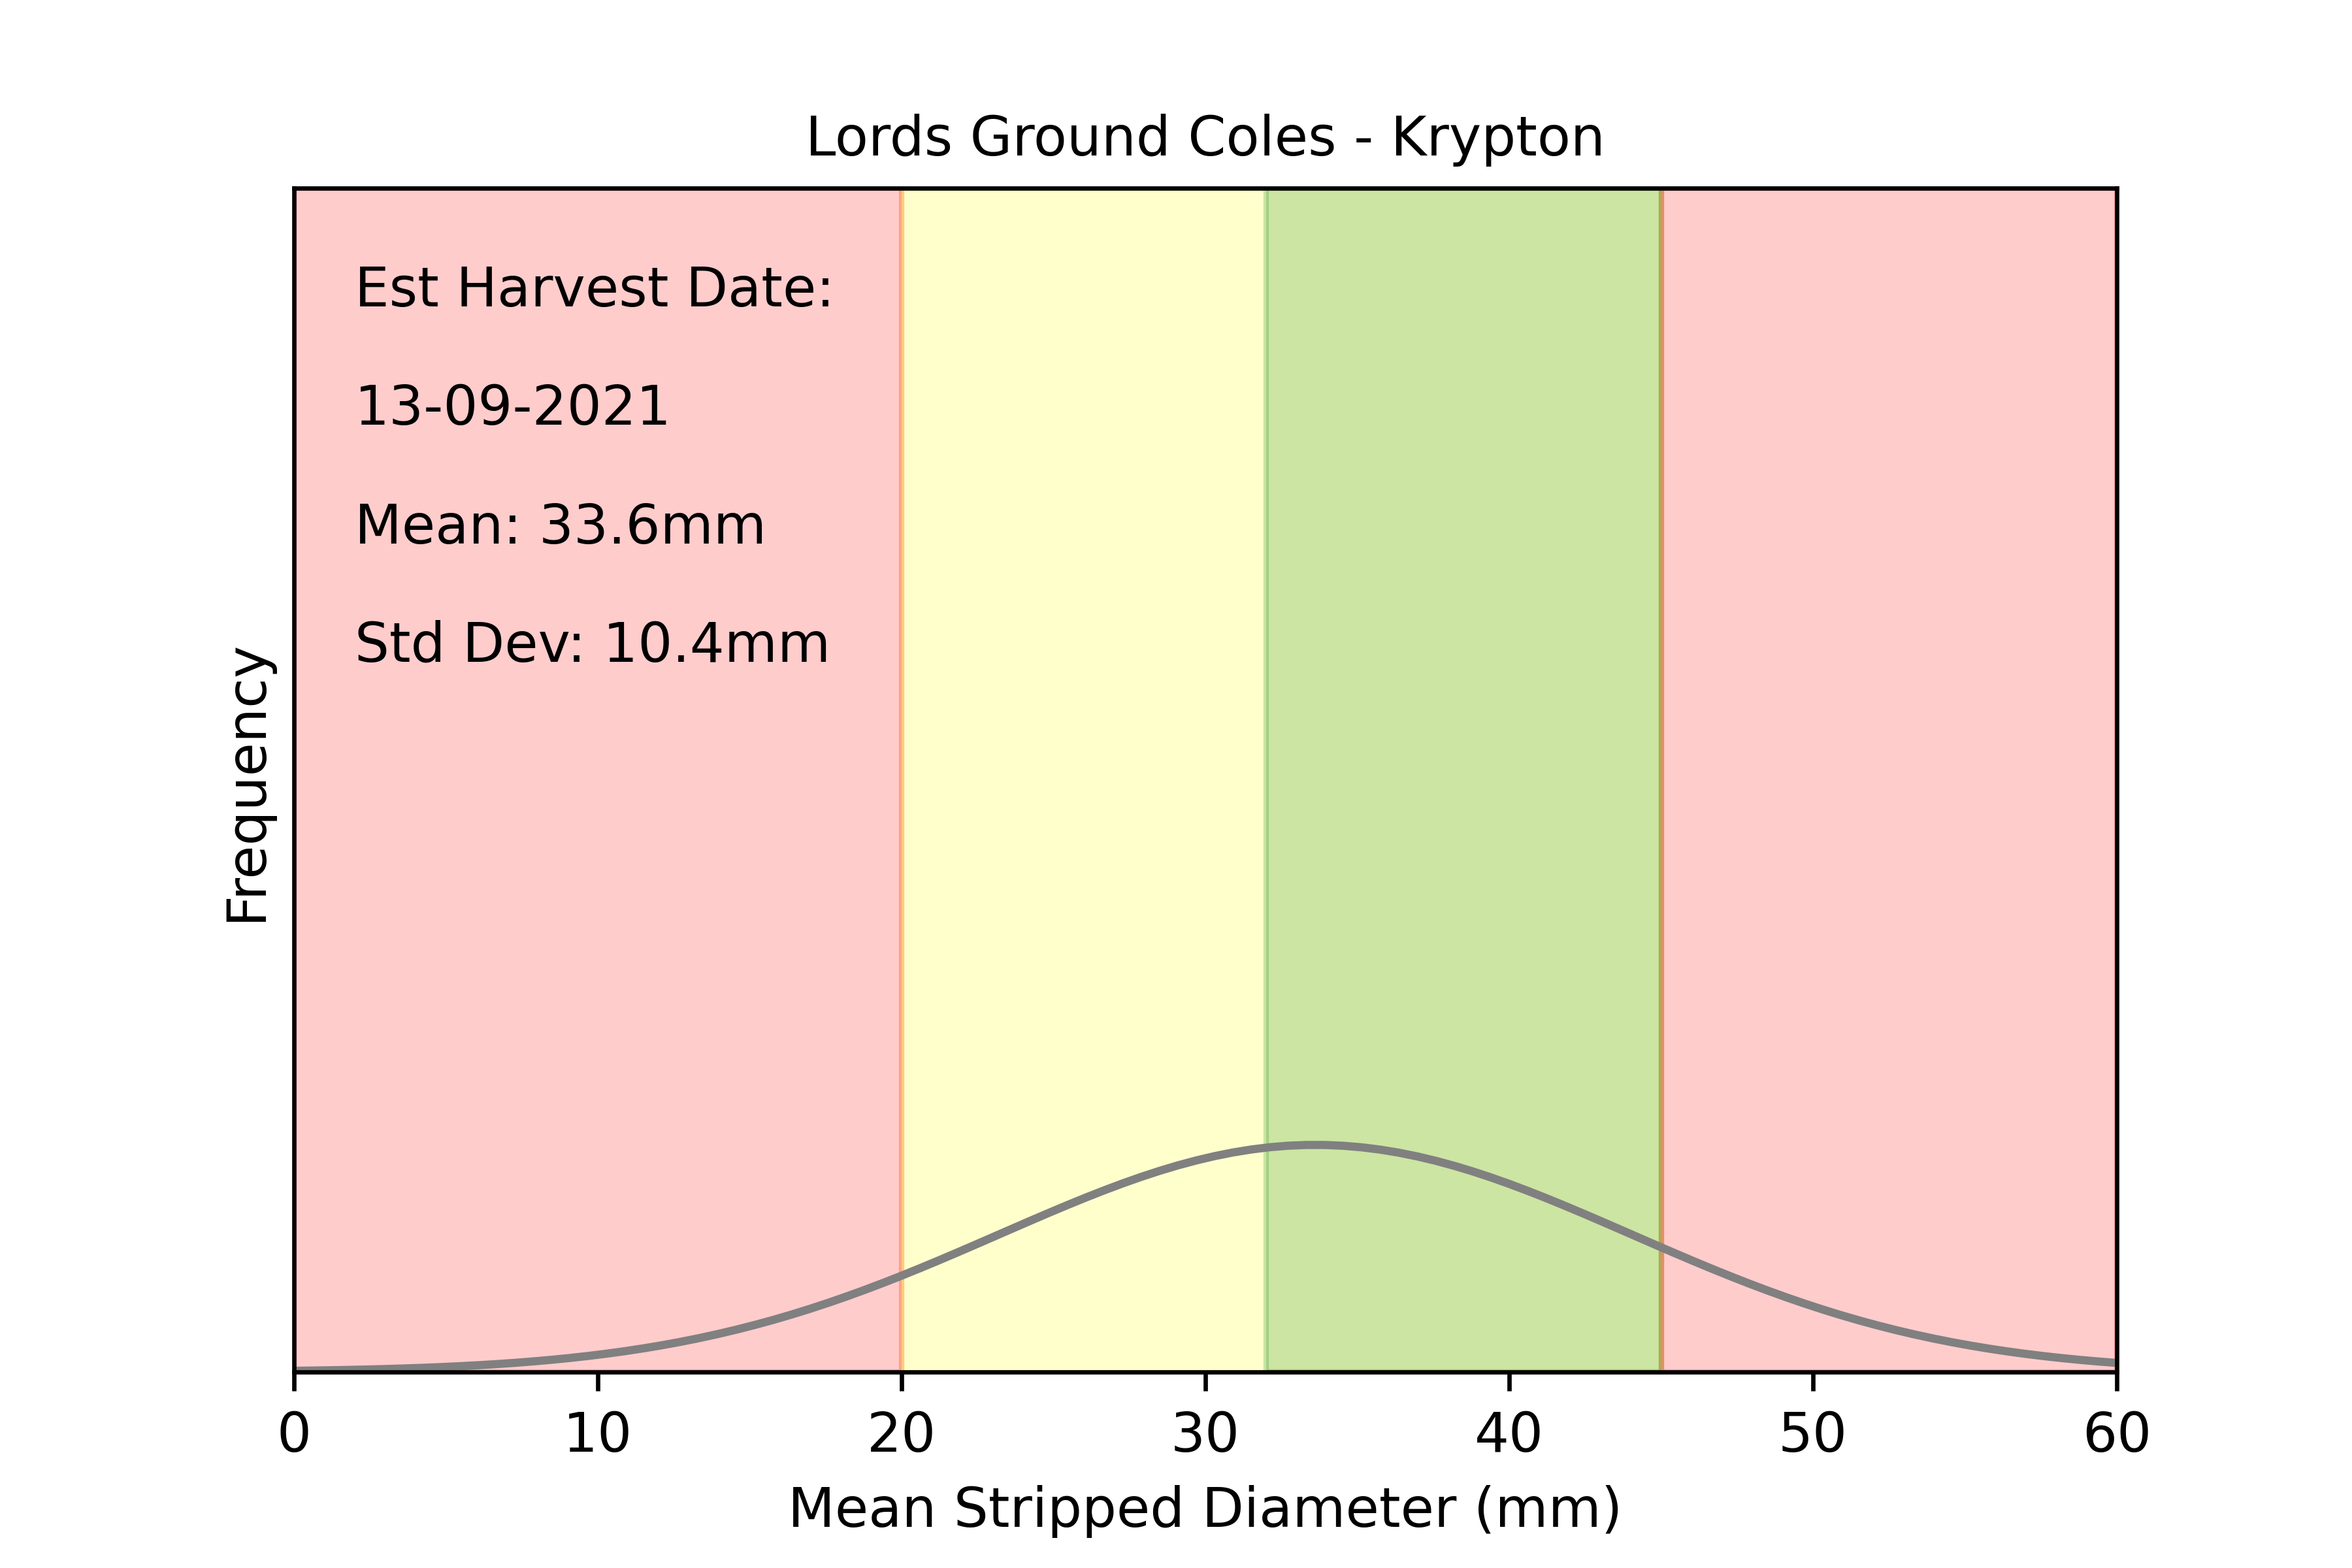 Lords Ground Coles - Krypton
Est Harvest Date:
13-09-2021
Mean: 33.6mm
Std Dev: 10.4mm
Frequency
0 10 20 30 40 50 60
Mean Stripped Diameter (mm)